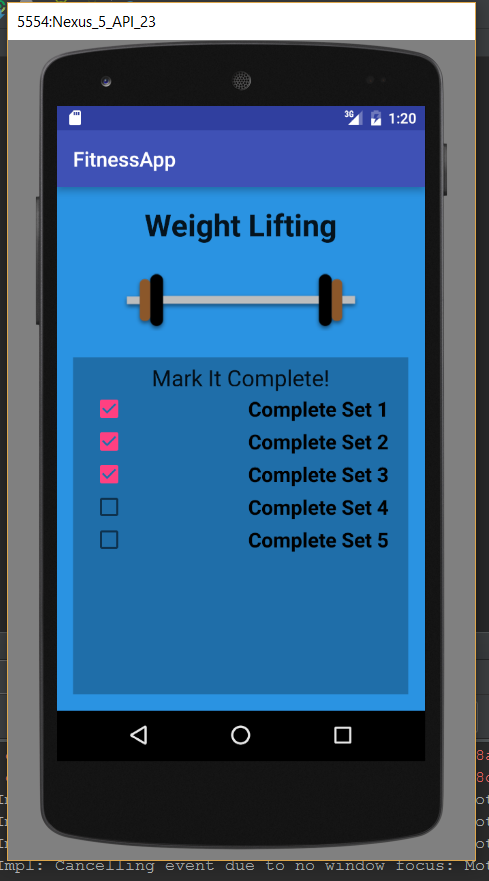 5554:Nexus_5_API_23
3G 1:20
FitnessApp
Weight Lifting
Mark It Complete!
Complete Set 1
Complete Set 2
Complete Set 3
Complete Set 4
Complete Set 5
Impl: Cancelling event due to no window focus: Mot